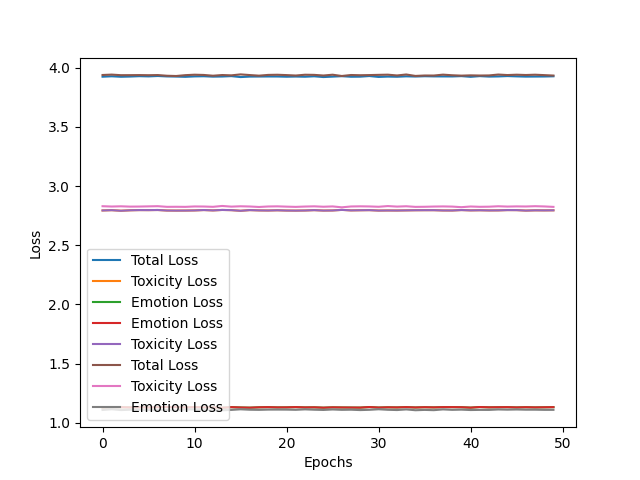 4.0
3.5
3.0
2.5
2.0
1.5
1.0
Loss
Total Loss
Toxicity Loss
Emotion Loss
Emotion Loss
Toxicity Loss
Total Loss
Toxicity Loss
Emotion Loss
0 10 20 30 40 50
Epochs